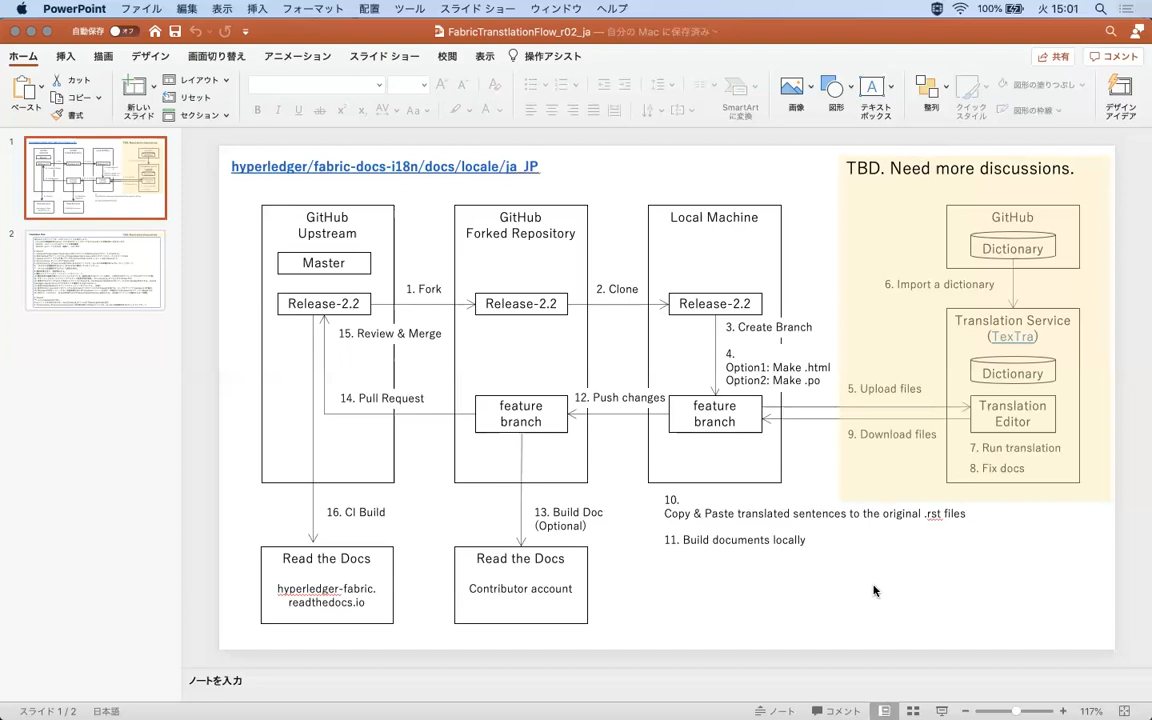 PowerPoint ファイル 編集 表示 挿入 フォーマット 配置 ツール スライド ショー ウィンドウ ヘルプ 100% 火 15:01
自動保存 オフ FabricTranstlationFlow_r02_ja — 自分の Mac に保存済み
ホーム 挿入 描画 デザイン 画面切り替え アニメーション スライド ショー 校閲 表示 操作アシスト 共有 コメント
ペースト カット コピー 書式 新しい スライド レイアウト リセット セクション SmartArt に変換 画像 図形 テキスト ボックス 整列 クイック スタイル 図形の塗りつぶし 図形の枠線 デザイン アイデア
1
2
hyperledger/fabric-docs-i18n/docs/locale/ja_JP
TBD. Need more discussions.
GitHub
Upstream
Master
Release-2.2
1. Fork
GitHub
Forked Repository
Release-2.2
2. Clone
Local Machine
Release-2.2
3. Create Branch
4.
Option1: Make .html
Option2: Make .po
GitHub
Dictionary
6. Import a dictionary
Translation Service
(TexTra)
Dictionary
5. Upload files
Translation
Editor
9. Download files
7. Run translation
8. Fix docs
15. Review & Merge
14. Pull Request
feature
branch
12. Push changes
feature
branch
10.
Copy & Paste translated sentences to the original .rst files
11. Build documents locally
16. CI Build
13. Build Doc
(Optional)
Read the Docs
hyperledger-fabric.
readthedocs.io
Read the Docs
Contributor account
ノートを入力
スライド 1 / 2 日本語 ノート コメント 117%